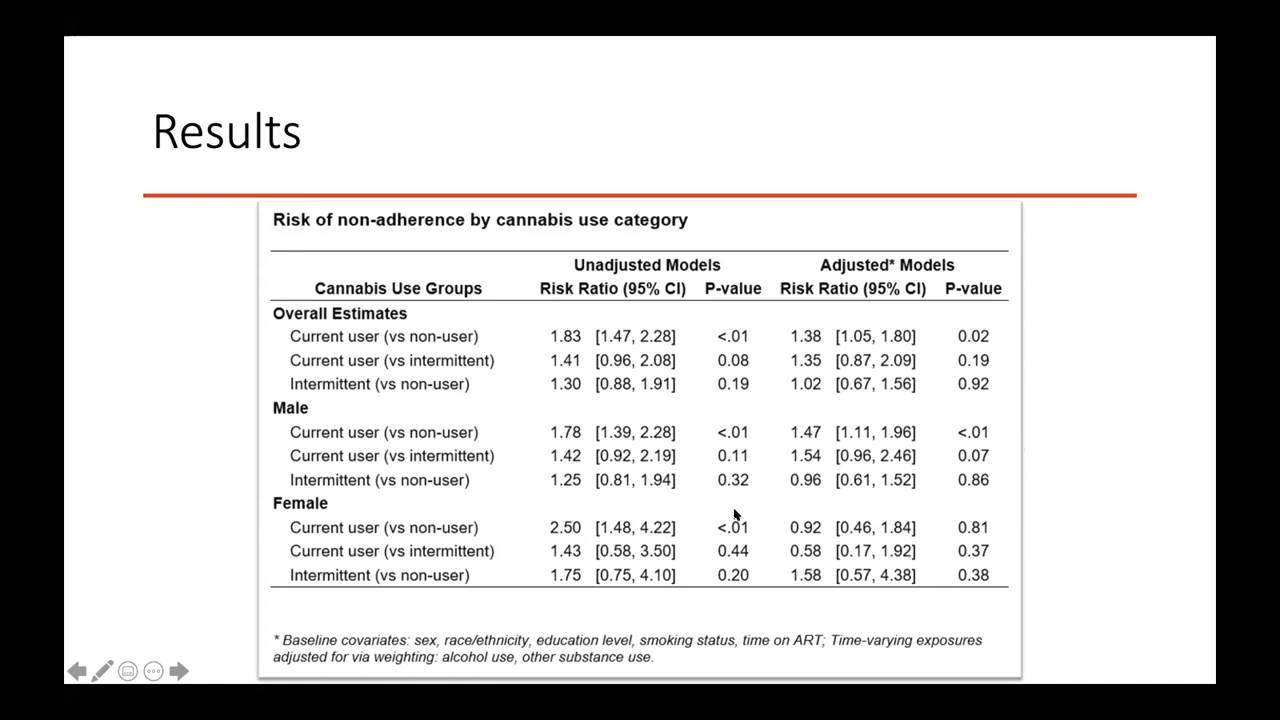 Results
Risk of non-adherence by cannabis use category
Unadjusted Models Adjusted* Models
Cannabis Use Groups Risk Ratio (95% CI) P-value Risk Ratio (95% CI) P-value
Overall Estimates
Current user (vs non-user) 1.83 [1.47, 2.28] <.01 1.38 [1.05, 1.80] 0.02
Current user (vs intermittent) 1.41 [0.96, 2.08] 0.08 1.35 [0.87, 2.09] 0.19
Intermittent (vs non-user) 1.30 [0.88, 1.91] 0.19 1.02 [0.67, 1.56] 0.92
Male
Current user (vs non-user) 1.78 [1.39, 2.28] <.01 1.47 [1.11, 1.96] <.01
Current user (vs intermittent) 1.42 [0.92, 2.19] 0.11 1.54 [0.96, 2.46] 0.07
Intermittent (vs non-user) 1.25 [0.81, 1.94] 0.32 0.96 [0.61, 1.52] 0.86
Female
Current user (vs non-user) 2.50 [1.48, 4.22] <.01 0.92 [0.46, 1.84] 0.81
Current user (vs intermittent) 1.43 [0.58, 3.50] 0.44 0.58 [0.17, 1.92] 0.37
Intermittent (vs non-user) 1.75 [0.75, 4.10] 0.20 1.58 [0.57, 4.38] 0.38
* Baseline covariates: sex, race/ethnicity, education level, smoking status, time on ART; Time-varying exposures
adjusted for via weighting: alcohol use, other substance use.